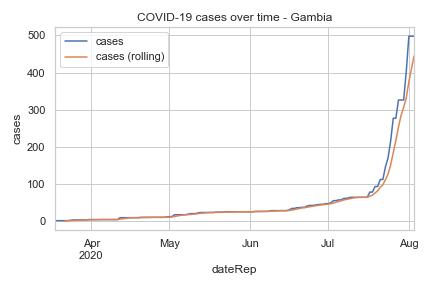 COVID-19 cases over time - Gambia
cases
cases (rolling)
500
400
300
200
100
0
cases
Apr
2020
May
Jun
Jul
Aug
dateRep